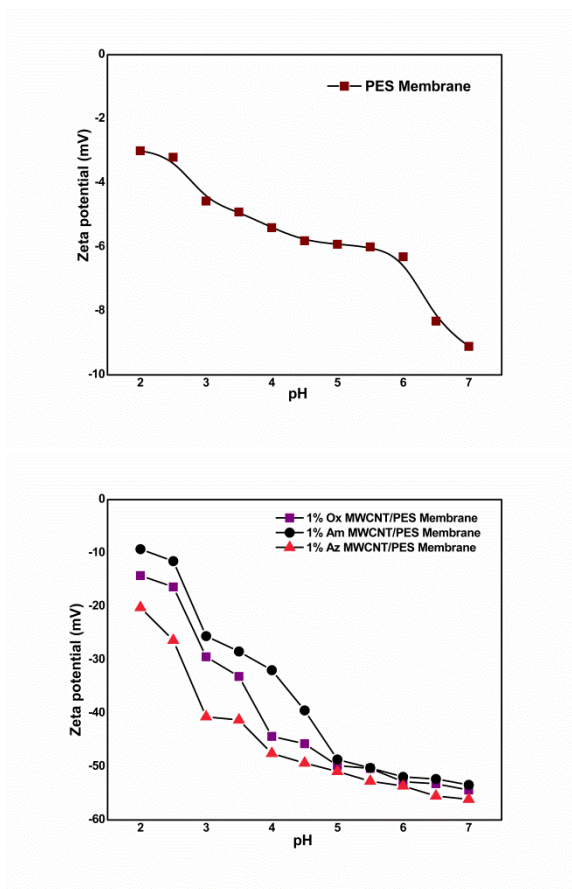 0
-2
-4
-6
-8
-10
Zeta potential (mV)
PES Membrane
2 3 4 5 6 7
pH
0
-10
-20
-30
-40
-50
-60
Zeta potential (mV)
1% Ox MWCNT/PES Membrane
1% Am MWCNT/PES Membrane
1% Az MWCNT/PES Membrane
2 3 4 5 6 7
pH